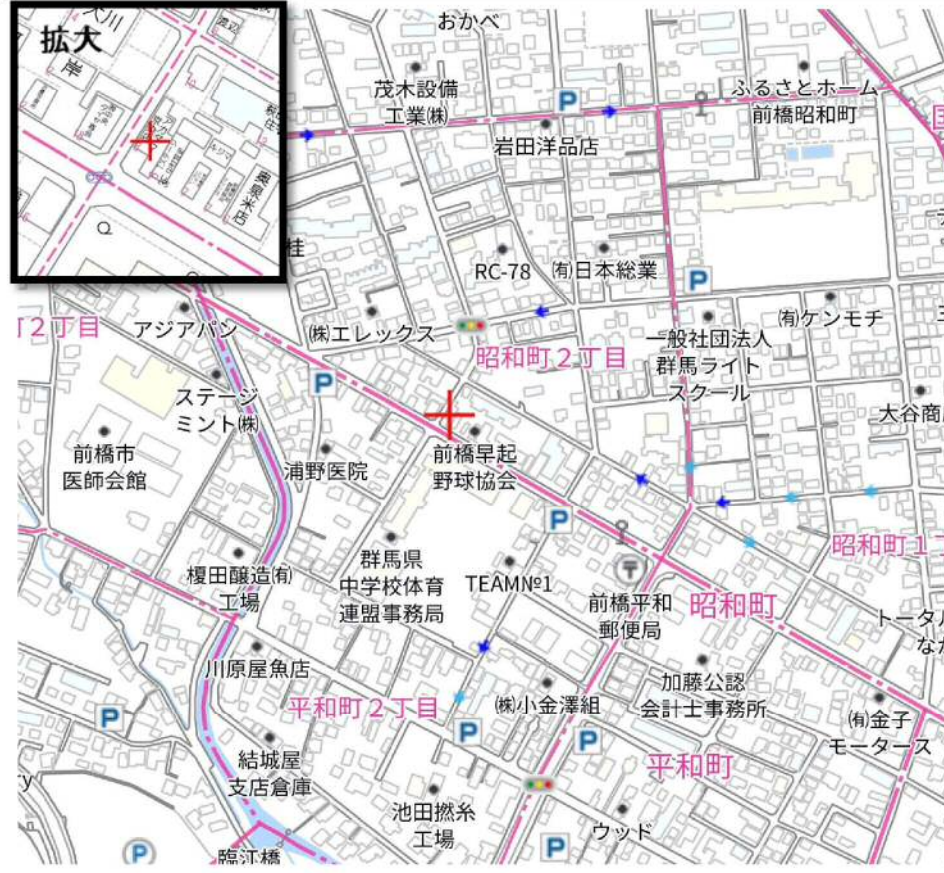 拡大
大川
岸
渡辺
奥泉米店
おかべ
茂木設備
工業㈱
P
ふるさとホーム
前橋昭和町
岩田洋品店
桂
RC-78
㈲日本総業
P
丁2丁目
アジアパン
㈱エレックス
昭和町2丁目
一般社団法人
群馬ライト
スクール
㈲ケンモチ
P
ステージ
ミント㈱
大谷商
前橋市
医師会館
浦野医院
前橋早起
野球協会
P
昭和町1丁
榎田醸造㈲
工場
群馬県
中学校体育
連盟事務局
TEAM№1
前橋平和
郵便局
昭和町
トータル
な
川原屋魚店
平和町2丁目
㈱小金澤組
加藤公認
会計士事務所
P
P
P
㈲金子
モータース
結城屋
支店倉庫
平和町
y
池田撚糸
工場
ウッド
P
臨江橋
P